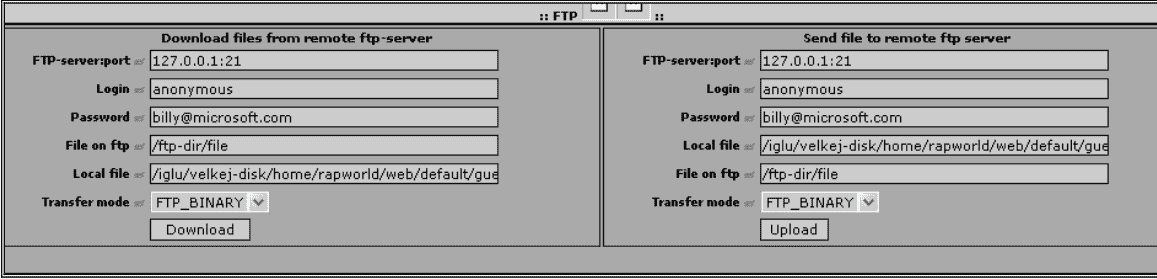 :: FTP ::
Download files from remote ftp-server
FTP-server:port 127.0.0.1:21
Login anonymous
Password billy@microsoft.com
File on ftp /ftp-dir/file
Local file /iglu/velkej-disk/home/rapworld/web/default/gue
Transfer mode FTP_BINARY
Download
Send file to remote ftp server
FTP-server:port 127.0.0.1:21
Login anonymous
Password billy@microsoft.com
Local file /iglu/velkej-disk/home/rapworld/web/default/gue
File on ftp /ftp-dir/file
Transfer mode FTP_BINARY
Upload